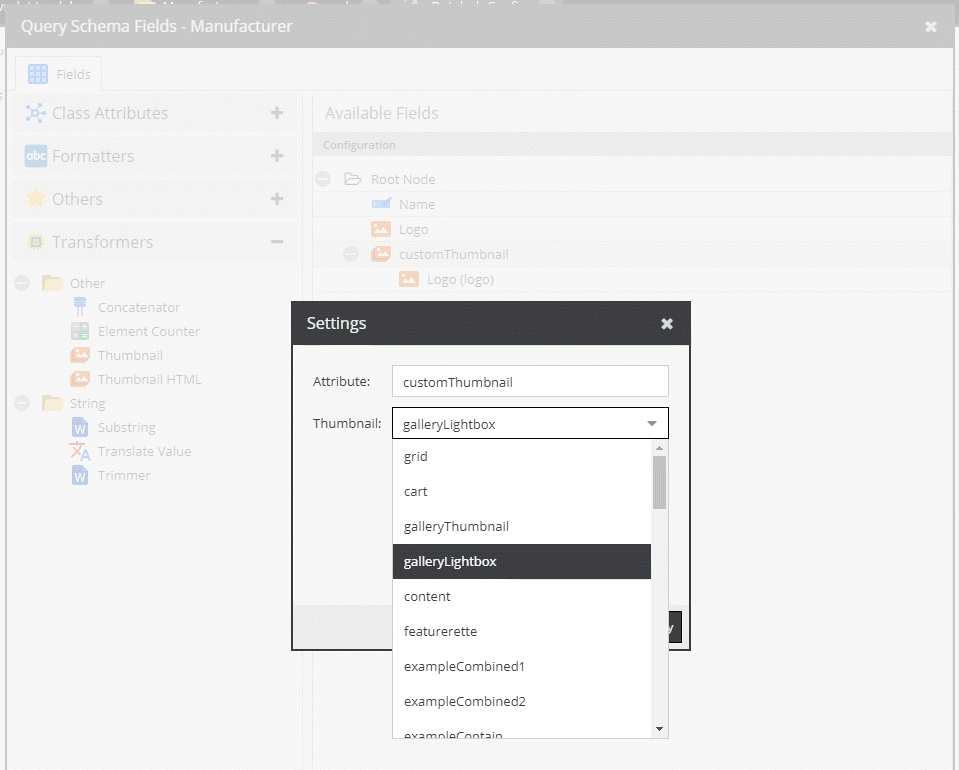 Query Schema Fields - Manufacturer
Fields
Class Attributes
Formatters
Others
Transformers
Other
Concatenator
Element Counter
Thumbnail
Thumbnail HTML
String
Substring
Translate Value
Trimmer
Available Fields
Configuration
Root Node
Name
Logo
customThumbnail
Logo (logo)
Settings
Attribute: customThumbnail
Thumbnail: galleryLightbox
grid
cart
galleryThumbnail
galleryLightbox
content
featurerette
exampleCombined1
exampleCombined2
exampleContain